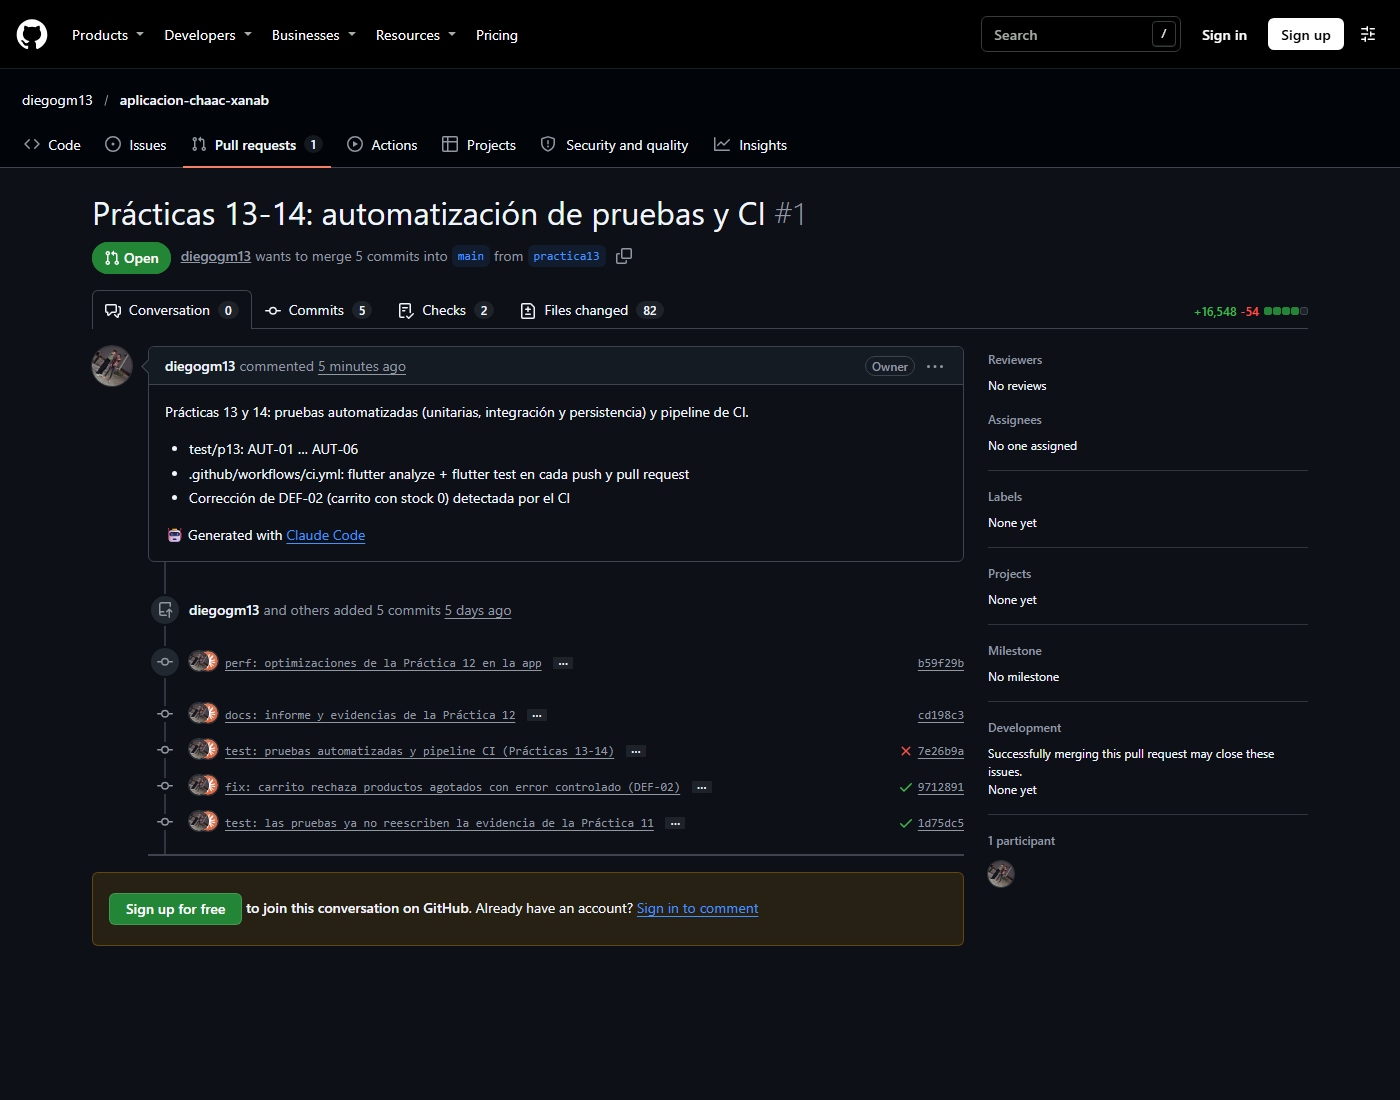 Products Developers Businesses Resources Pricing Search / Sign in Sign up
diegogm13 / aplicacion-chaac-xanab
Code Issues Pull requests 1 Actions Projects Security and quality Insights
Prácticas 13-14: automatización de pruebas y CI #1
Open diegogm13 wants to merge 5 commits into main from practica13
Conversation 0 Commits 5 Checks 2 Files changed 82 +16,548 -54
diegogm13 commented 5 minutes ago Owner
Prácticas 13 y 14: pruebas automatizadas (unitarias, integración y persistencia) y pipeline de CI.
• test/p13: AUT-01 ... AUT-06
• .github/workflows/ci.yml: flutter analyze + flutter test en cada push y pull request
• Corrección de DEF-02 (carrito con stock 0) detectada por el CI
Generated with Claude Code
diegogm13 and others added 5 commits 5 days ago
perf: optimizaciones de la Práctica 12 en la app ... b59f29b
docs: informe y evidencias de la Práctica 12 ... cd198c3
test: pruebas automatizadas y pipeline CI (Prácticas 13-14) ... 7e26b9a
fix: carrito rechaza productos agotados con error controlado (DEF-02) ... 9712891
test: las pruebas ya no reescriben la evidencia de la Práctica 11 ... 1d75dc5
Sign up for free to join this conversation on GitHub. Already have an account? Sign in to comment
Reviewers
No reviews
Assignees
No one assigned
Labels
None yet
Projects
None yet
Milestone
No milestone
Development
Successfully merging this pull request may close these
issues.
None yet
1 participant